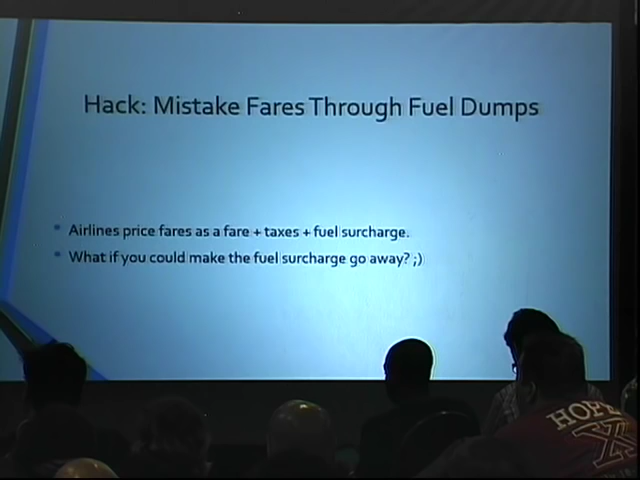 Hack: Mistake Fares Through Fuel Dumps
Airlines price fares as a fare + taxes + fuel surcharge.
What if you could make the fuel surcharge go away? ;)
HOPE
X